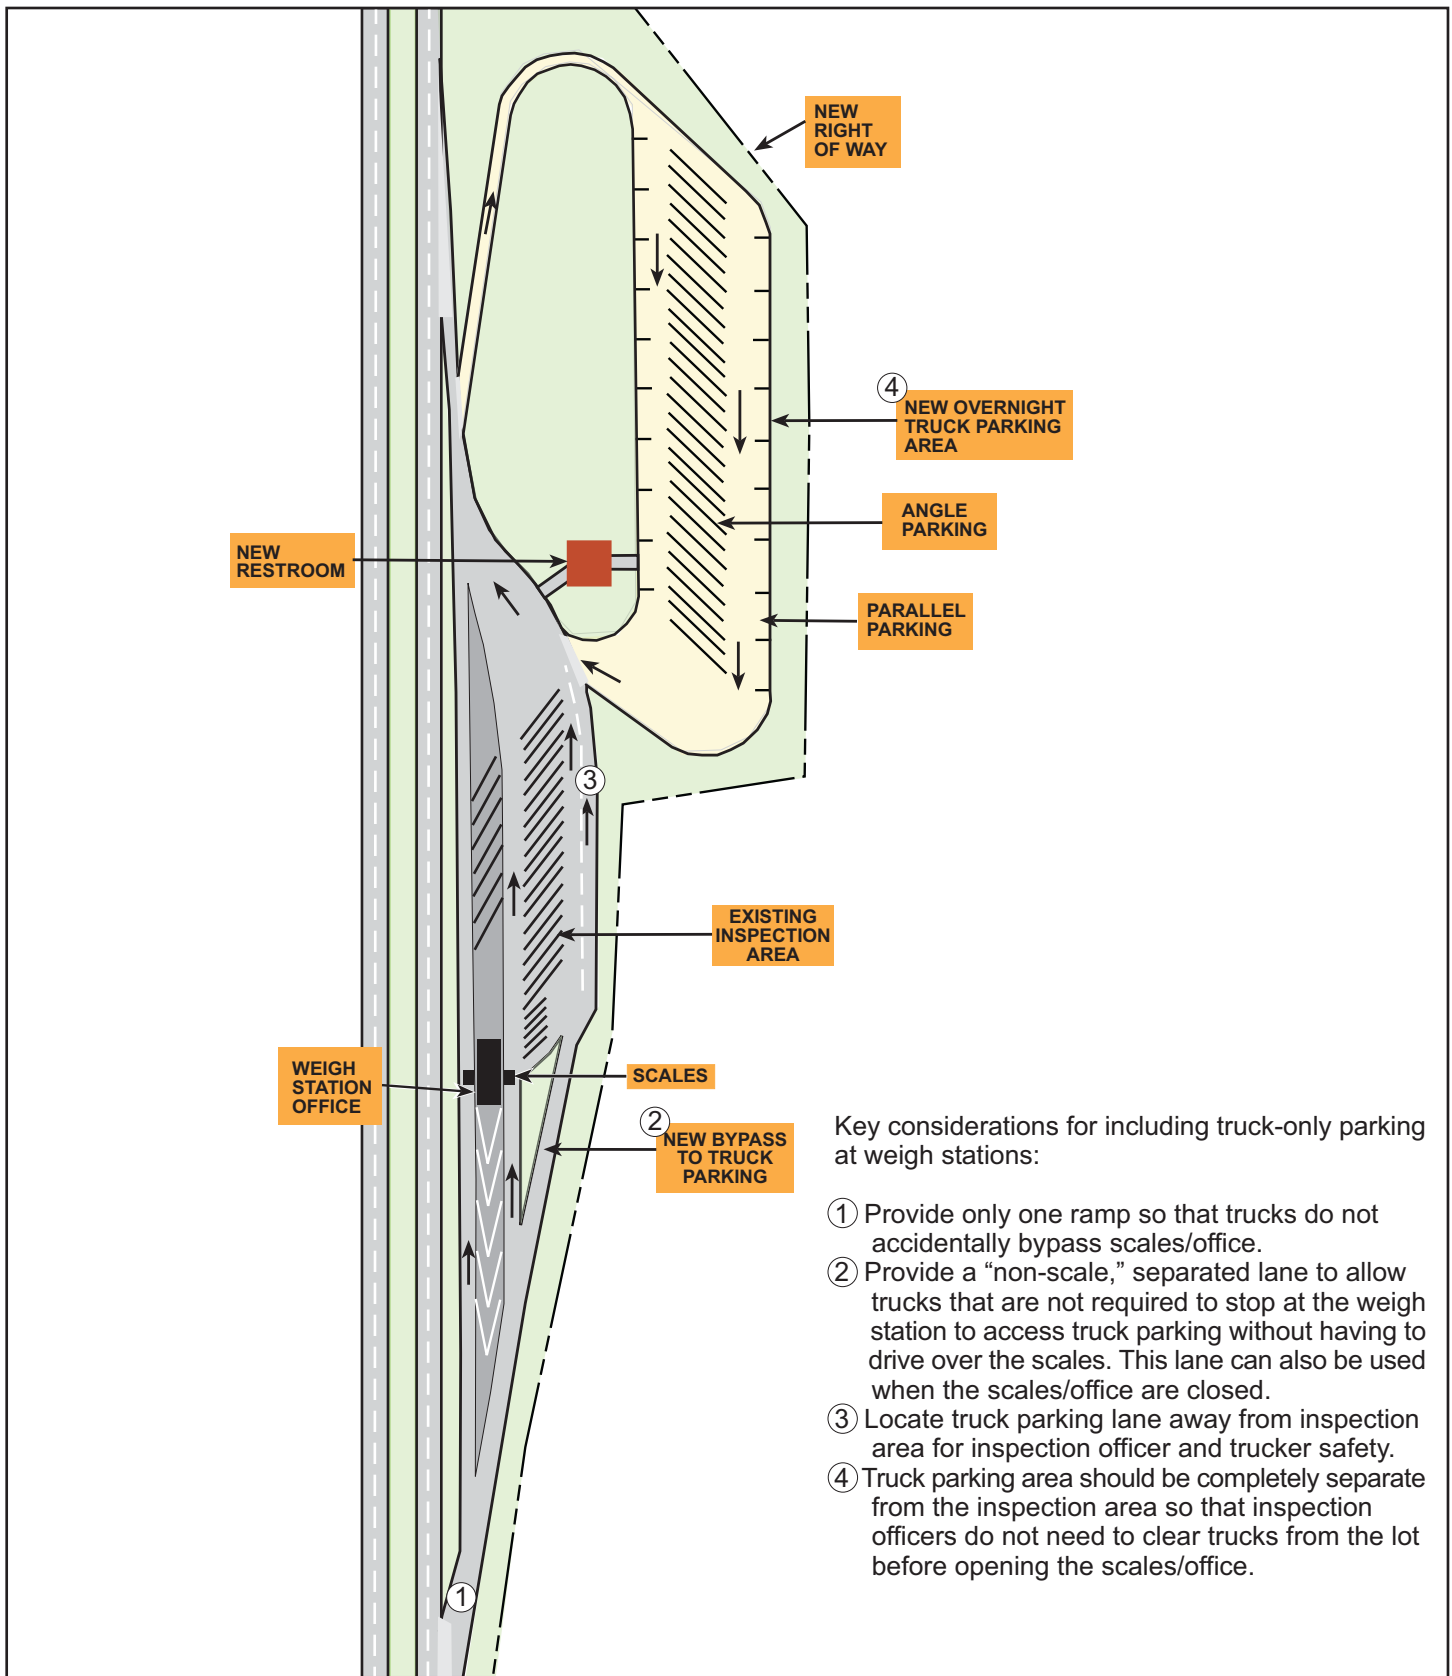 NEW
RIGHT
OF WAY
4
NEW OVERNIGHT
TRUCK PARKING
AREA
ANGLE
PARKING
NEW
RESTROOM
PARALLEL
PARKING
3
EXISTING
INSPECTION
AREA
WEIGH
STATION
OFFICE
SCALES
2
NEW BYPASS
TO TRUCK
PARKING
Key considerations for including truck-only parking
at weigh stations:
1 Provide only one ramp so that trucks do not
accidentally bypass scales/office.
2 Provide a “non-scale,” separated lane to allow
trucks that are not required to stop at the weigh
station to access truck parking without having to
drive over the scales. This lane can also be used
when the scales/office are closed.
3 Locate truck parking lane away from inspection
area for inspection officer and trucker safety.
4 Truck parking area should be completely separate
from the inspection area so that inspection
officers do not need to clear trucks from the lot
before opening the scales/office.
1